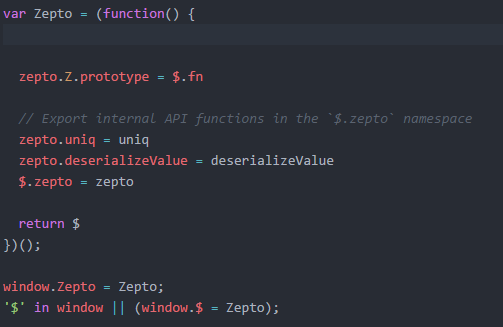 var Zepto = (function() {
zepto.Z.prototype = $.fn
// Export internal API functions in the `$.zepto` namespace
zepto.uniq = uniq
zepto.deserializeValue = deserializeValue
$.zepto = zepto
return $
})();
window.Zepto = Zepto;
'$' in window || (window.$ = Zepto);